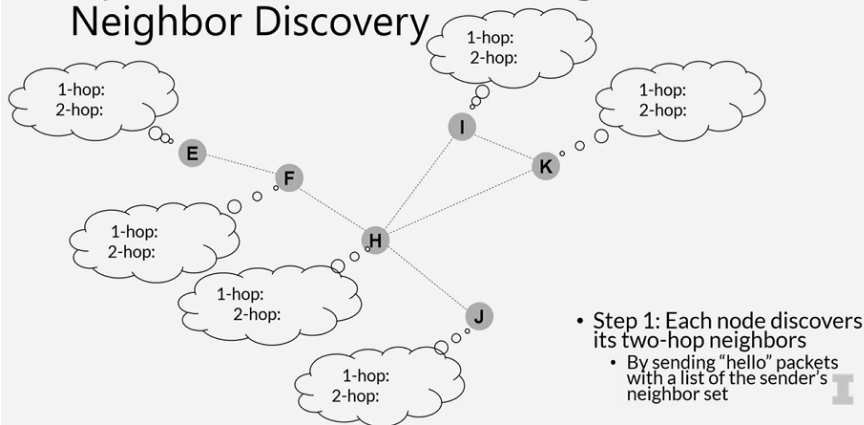 Neighbor Discovery
1-hop:
2-hop:
1-hop:
2-hop:
1-hop:
2-hop:
I
E
K
F
1-hop:
2-hop:
H
1-hop:
2-hop:
J
1-hop:
2-hop:
• Step 1: Each node discovers
its two-hop neighbors
• By sending “hello” packets
with a list of the sender’s
neighbor set
I